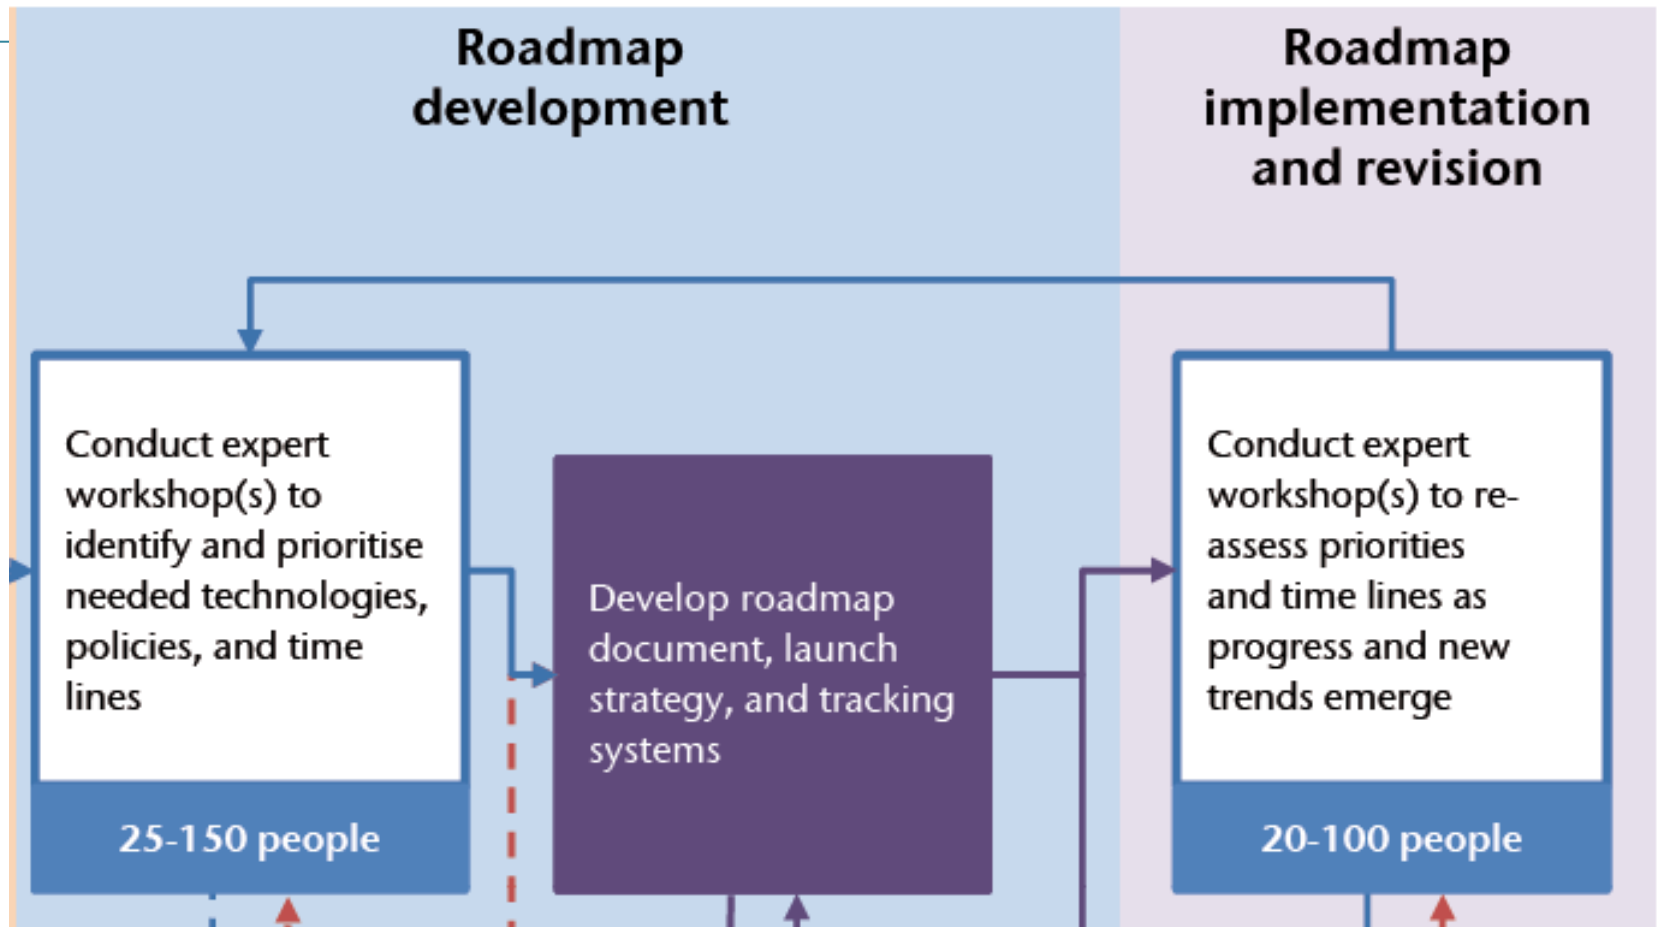 Roadmap
development
Roadmap
implementation
and revision
Conduct expert
workshop(s) to
identify and prioritise
needed technologies,
policies, and time
lines
25-150 people
Develop roadmap
document, launch
strategy, and tracking
systems
Conduct expert
workshop(s) to re-
assess priorities
and time lines as
progress and new
trends emerge
20-100 people